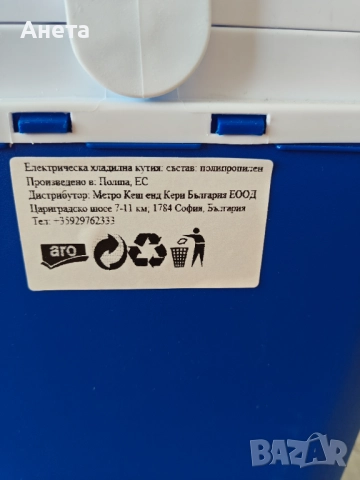 Анета
Електрическа хладилна кутия: състав: полипропилен
Произведено в: Полша, ЕС
Дистрибутор: Метро Кеш енд Кери България ЕООД
Цариградско шосе 7-11 км, 1784 София, България
Тел: +35929762333
aro
BAZAR